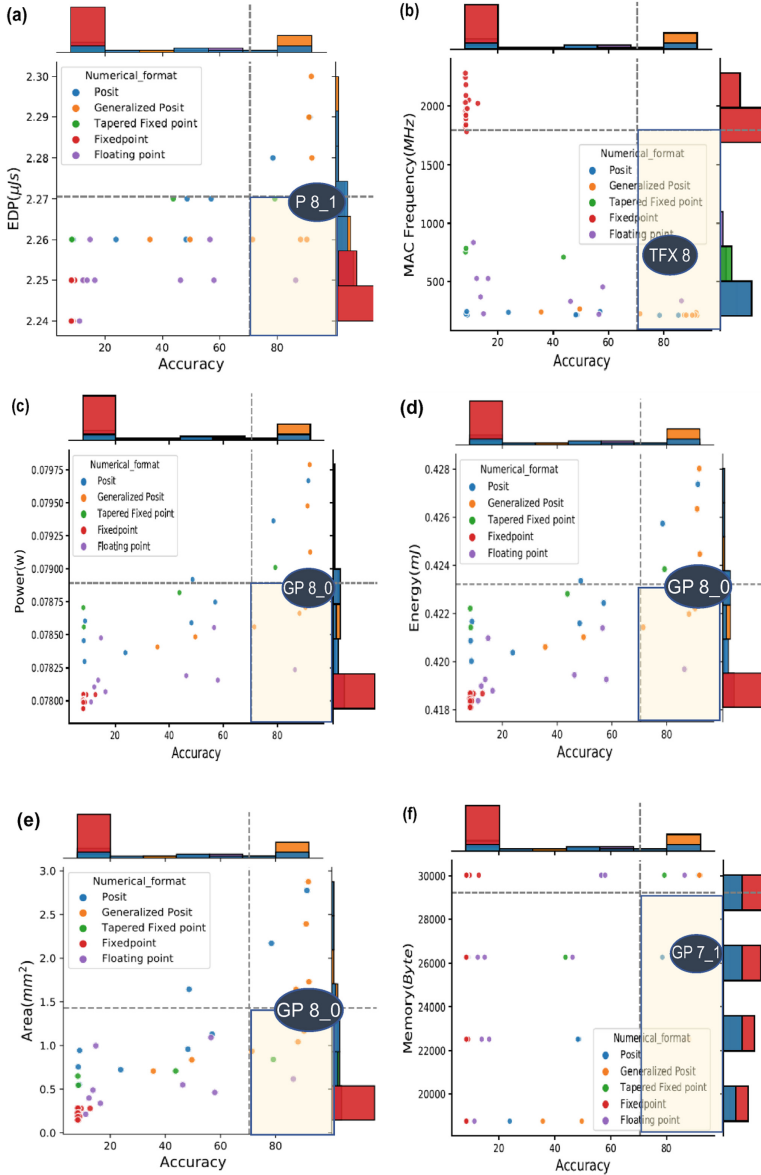 (a)
2.30
2.29
2.28
2.27
2.26
2.25
2.24
EDP(μJ/s)
Numerical_format
Posit
Generalized Posit
Tapered Fixed point
Fixedpoint
Floating point
P 8_1
20
40
60
80
Accuracy
(b)
2000
1750
1500
1000
500
MAC Frequency(MHz)
Numerical_format
Posit
Generalized Posit
Tapered Fixed point
Fixedpoint
Floating point
TFX 8
20
40
60
80
Accuracy
(c)
0.07975
0.07950
0.07925
0.07900
0.07875
0.07850
0.07825
0.07800
Power(w)
Numerical_format
Posit
Generalized Posit
Tapered Fixed point
Fixedpoint
Floating point
GP 8_0
20
40
60
80
Accuracy
(d)
0.428
0.426
0.424
0.422
0.420
0.418
Energy(mJ)
Numerical_format
Posit
Generalized Posit
Tapered Fixed point
Fixedpoint
Floating point
GP 8_0
20
40
60
80
Accuracy
(e)
3.0
2.5
2.0
1.5
1.0
0.5
0.0
Area(mm²)
Numerical_format
Posit
Generalized Posit
Tapered Fixed point
Fixedpoint
Floating point
GP 8_0
20
40
60
80
Accuracy
(f)
30000
28000
26000
24000
22000
20000
Memory(Byte)
GP 7_1
Numerical_format
Posit
Generalized Posit
Tapered Fixed point
Fixedpoint
Floating point
20
40
60
80
Accuracy